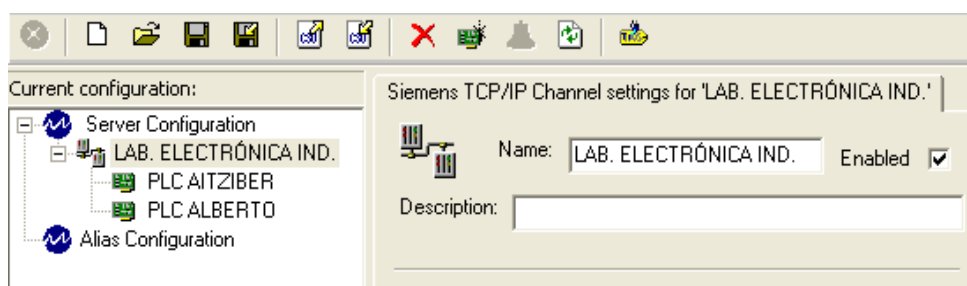 Current configuration:
Server Configuration
LAB. ELECTRÓNICA IND.
PLC AITZIBER
PLC ALBERTO
Alias Configuration
Siemens TCP/IP Channel settings for 'LAB. ELECTRÓNICA IND.'
Name: LAB. ELECTRÓNICA IND. Enabled
Description: